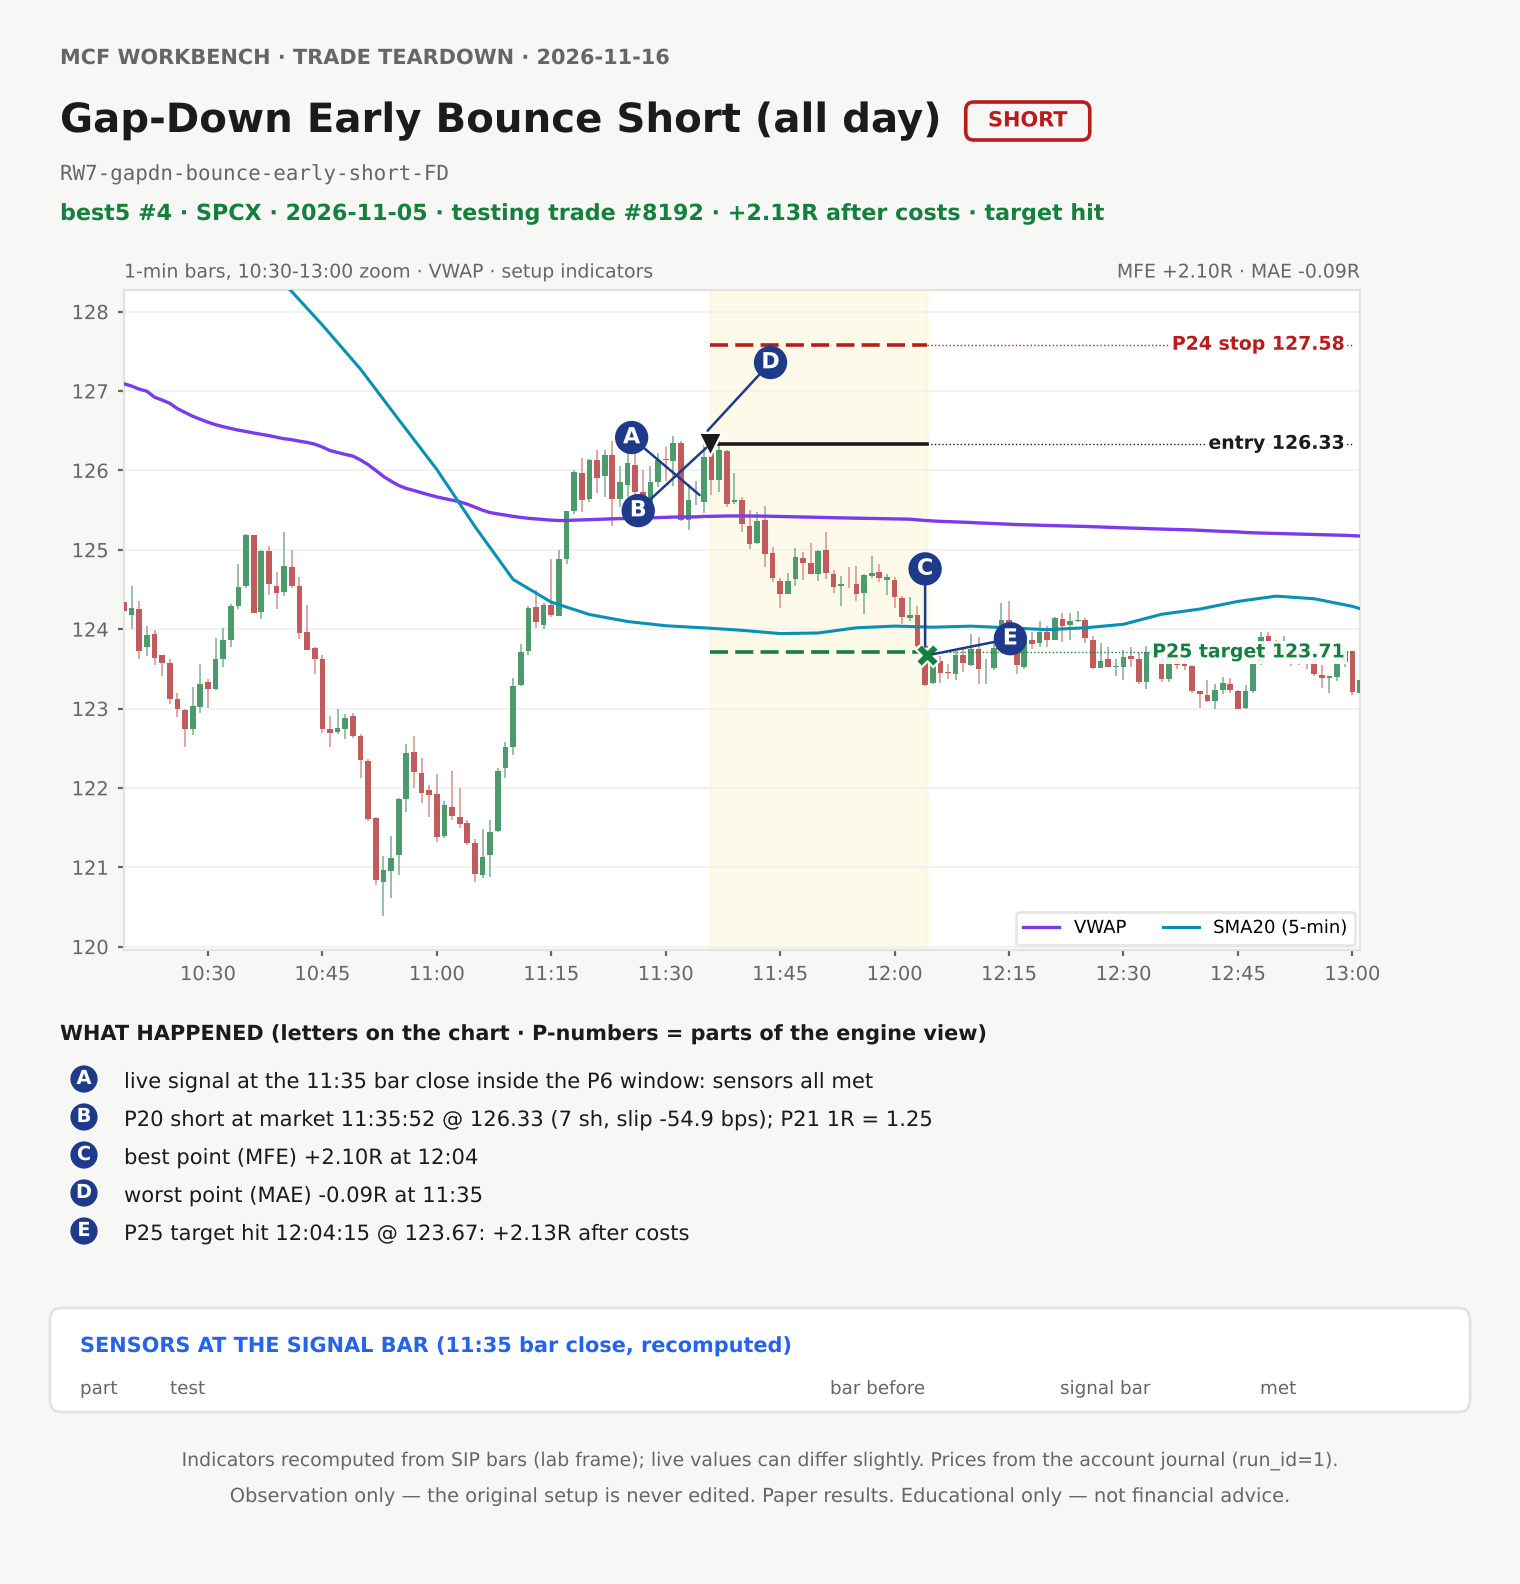 MCF WORKBENCH · TRADE TEARDOWN · 2026-11-16
Gap-Down Early Bounce Short (all day) SHORT
RW7-gapdn-bounce-early-short-FD
best5 #4 · SPCX · 2026-11-05 · testing trade #8192 · +2.13R after costs · target hit
1-min bars, 10:30-13:00 zoom · VWAP · setup indicators MFE +2.10R · MAE -0.09R
128
P24 stop 127.58
D
127
A
entry 126.33
126
B
125
C
124
E
P25 target 123.71
123
122
121
VWAP SMA20 (5-min)
120
10:30 10:45 11:00 11:15 11:30 11:45 12:00 12:15 12:30 12:45 13:00
WHAT HAPPENED (letters on the chart · P-numbers = parts of the engine view)
A live signal at the 11:35 bar close inside the P6 window: sensors all met
B P20 short at market 11:35:52 @ 126.33 (7 sh, slip -54.9 bps); P21 1R = 1.25
C best point (MFE) +2.10R at 12:04
D worst point (MAE) -0.09R at 11:35
E P25 target hit 12:04:15 @ 123.67: +2.13R after costs
SENSORS AT THE SIGNAL BAR (11:35 bar close, recomputed)
part test bar before signal bar met
Indicators recomputed from SIP bars (lab frame); live values can differ slightly. Prices from the account journal (run_id=1).
Observation only — the original setup is never edited. Paper results. Educational only — not financial advice.